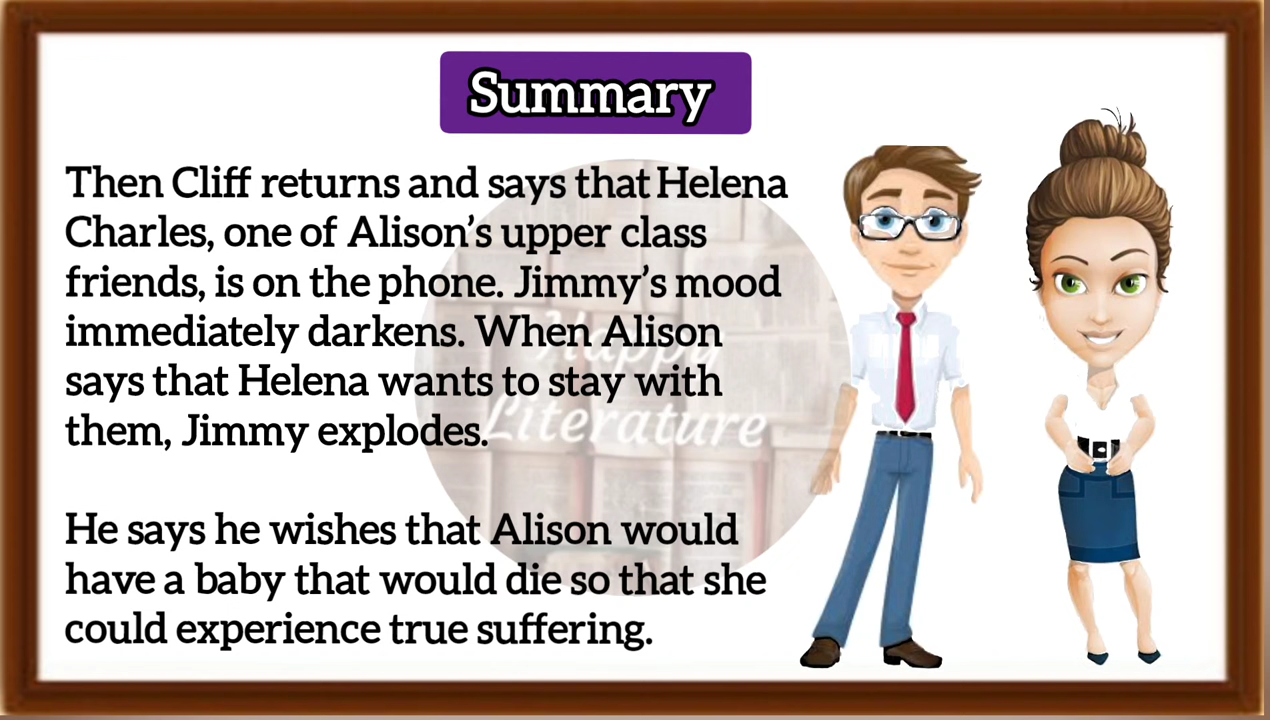 Summary
Then Cliff returns and says that Helena
Charles, one of Alison’s upper class
friends, is on the phone. Jimmy’s mood
immediately darkens. When Alison
says that Helena wants to stay with
them, Jimmy explodes.
He says he wishes that Alison would
have a baby that would die so that she
could experience true suffering.
Happy
Literature